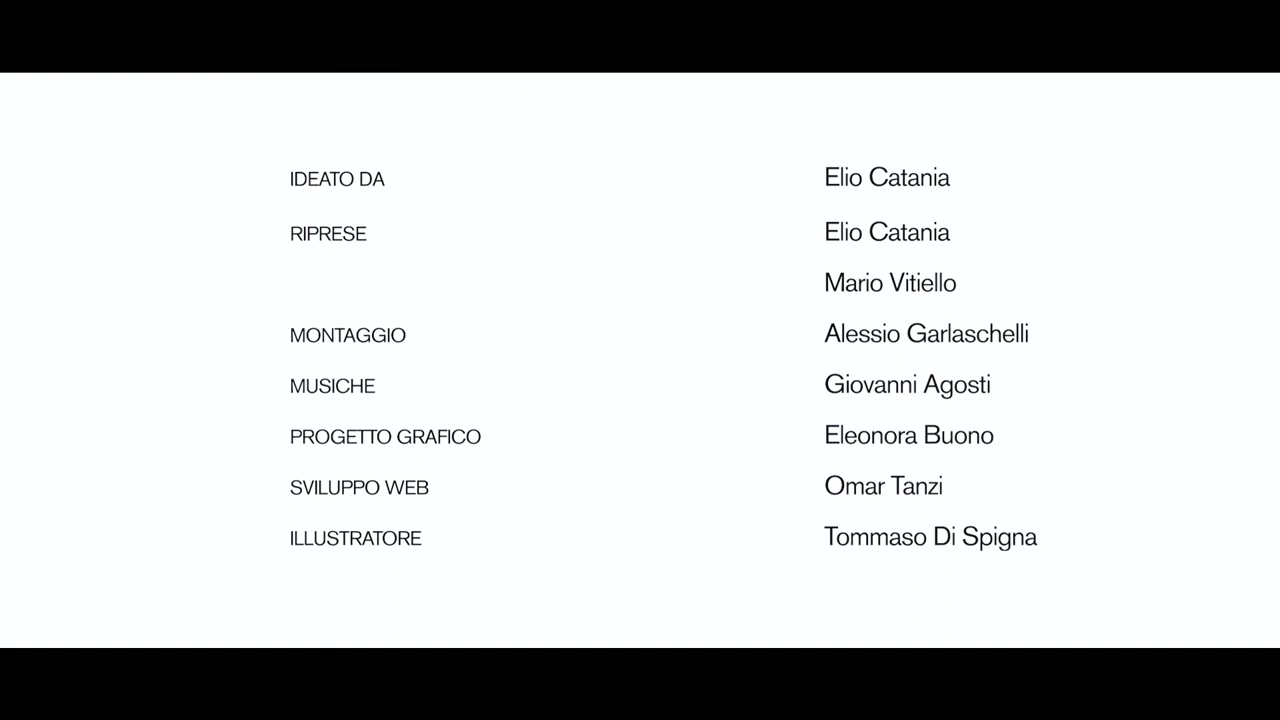 IDEATO DA Elio Catania
RIPRESE Elio Catania
Mario Vitiello
MONTAGGIO Alessio Garlaschelli
MUSICHE Giovanni Agosti
PROGETTO GRAFICO Eleonora Buono
SVILUPPO WEB Omar Tanzi
ILLUSTRATORE Tommaso Di Spigna